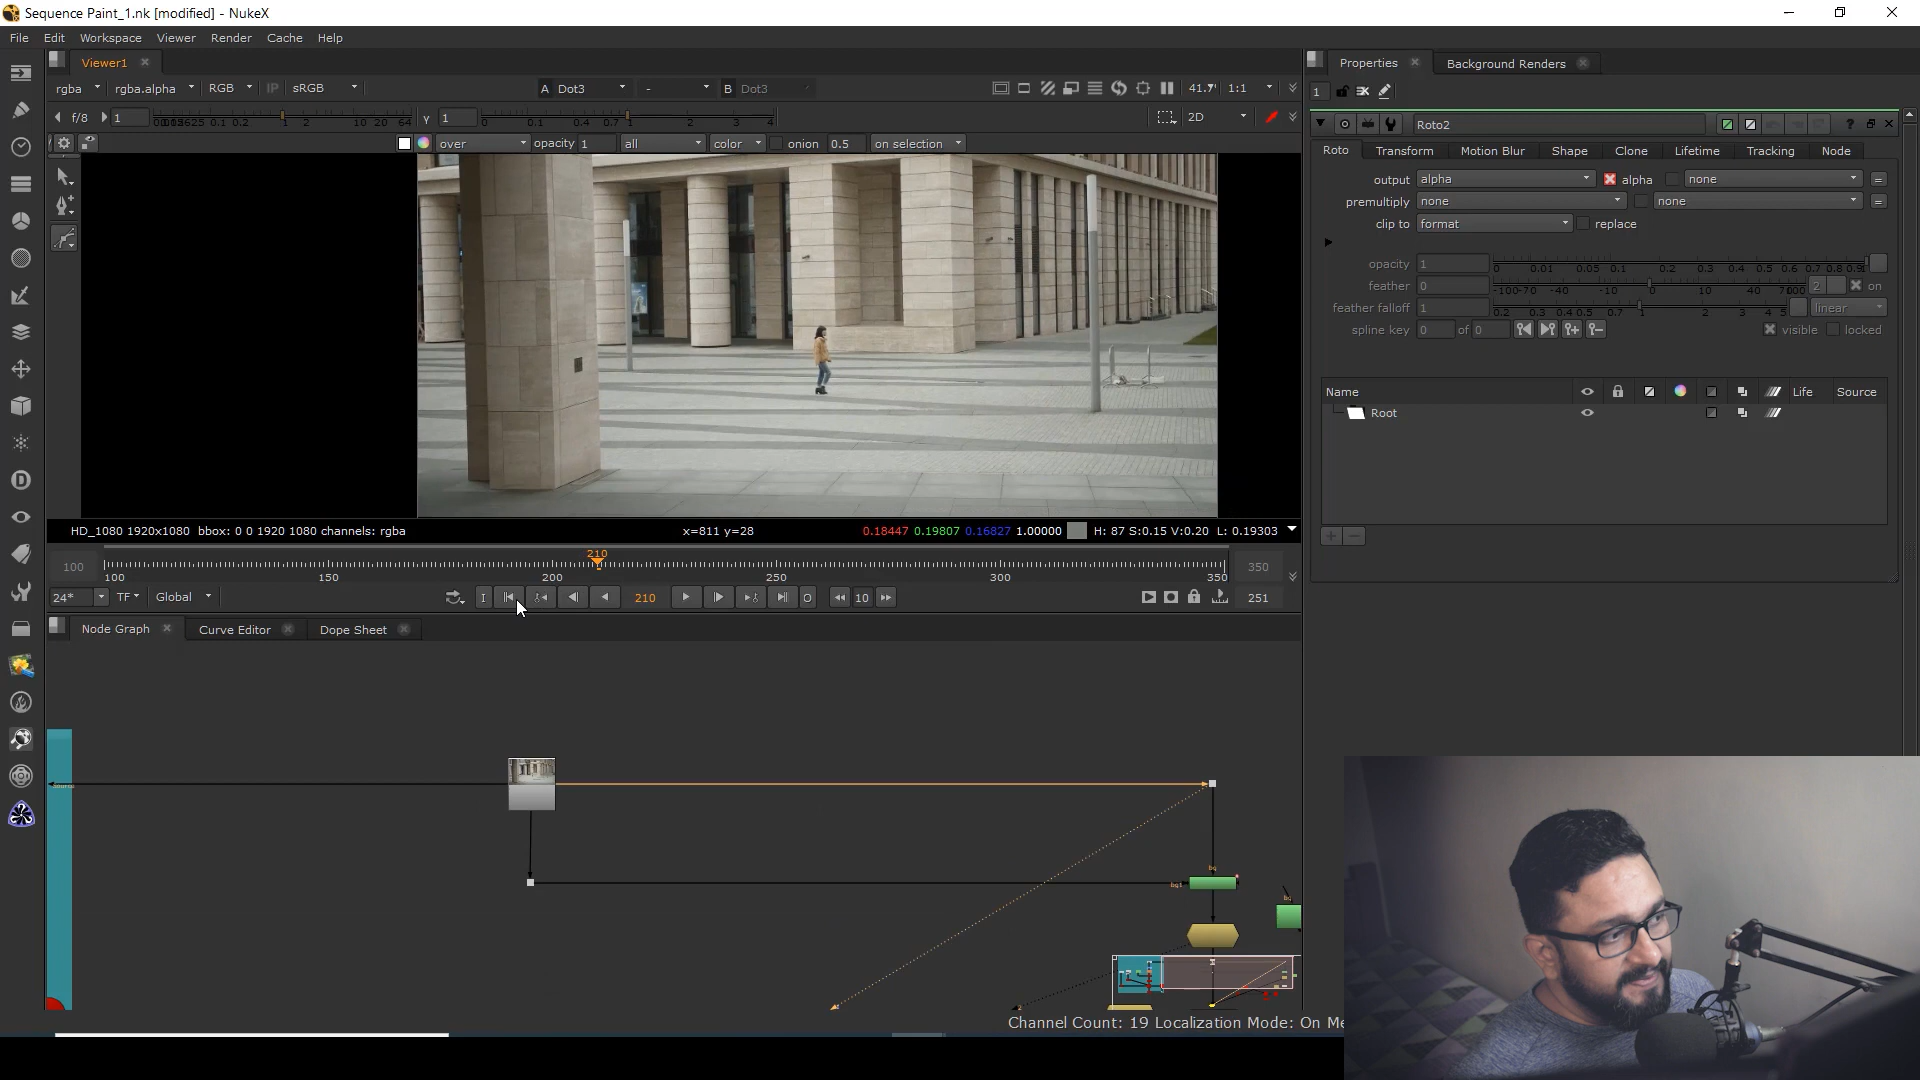 Sequence Paint_1.nk [modified] - NukeX
File Edit Workspace Viewer Render Cache Help
Viewer1
Properties Background Renders
rgba rgba.alpha RGB IP sRGB A Dot3 - B Dot3 41.7 1:1
1
f/8 1 γ 1 2D
over opacity 1 all color onion 0.5 on selection
Roto2
Roto Transform Motion Blur Shape Clone Lifetime Tracking Node
output alpha alpha none =
premultiply none none =
clip to format replace
opacity 1
feather 0 2 on
feather falloff 1 linear
spline key 0 of 0 visible locked
Name Life Source
Root
HD_1080 1920x1080 bbox: 0 0 1920 1080 channels: rgba x=811 y=28 0.18447 0.19807 0.16827 1.00000 H: 87 S:0.15 V:0.20 L: 0.19303
210
100 100 150 200 250 300 350 350
24* TF Global I 210 O 10 251
Node Graph Curve Editor Dope Sheet
bg
bg1
Channel Count: 19 Localization Mode: On Me